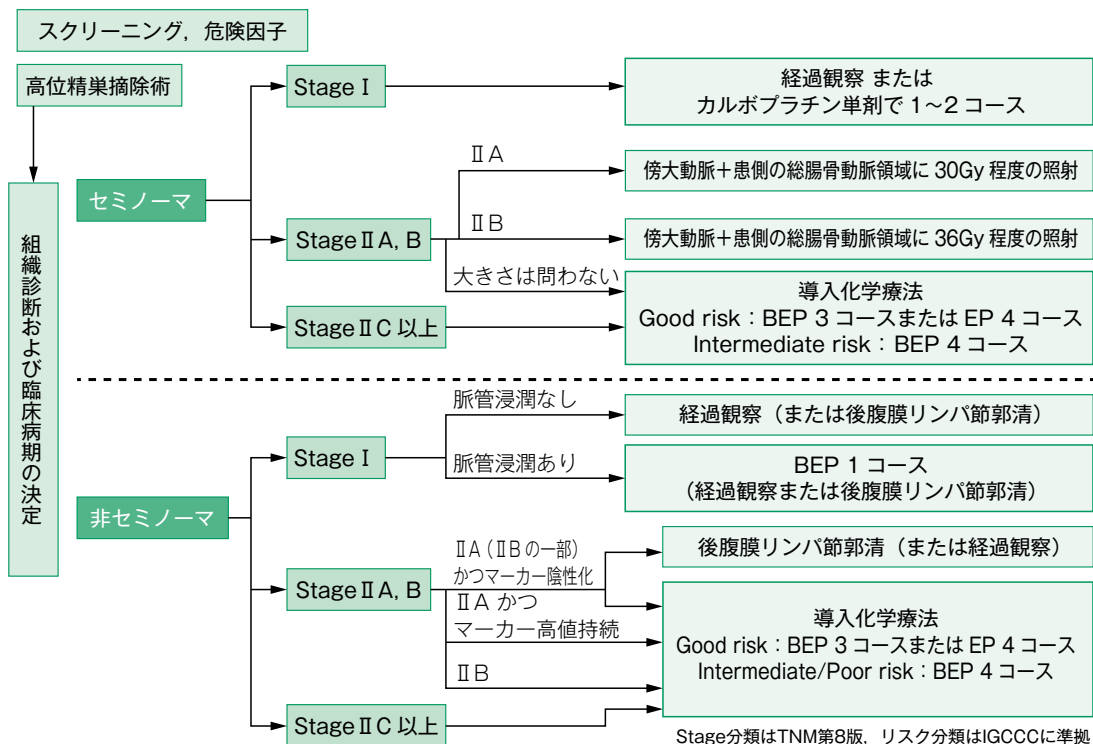 スクリーニング，危険因子
高位精巣摘除術
組織診断および臨床病期の決定
セミノーマ
Stage Ⅰ
経過観察 または
カルボプラチン単剤で 1〜2 コース
Stage ⅡA, B
ⅡA
傍大動脈＋患側の総腸骨動脈領域に 30Gy 程度の照射
ⅡB
傍大動脈＋患側の総腸骨動脈領域に 36Gy 程度の照射
大きさは問わない
Stage ⅡC 以上
導入化学療法
Good risk：BEP 3 コースまたは EP 4 コース
Intermediate risk：BEP 4 コース
非セミノーマ
Stage Ⅰ
脈管浸潤なし
経過観察（または後腹膜リンパ節郭清）
脈管浸潤あり
BEP 1 コース
（経過観察または後腹膜リンパ節郭清）
Stage ⅡA, B
ⅡA（ⅡBの一部）
かつマーカー陰性化
後腹膜リンパ節郭清（または経過観察）
ⅡA かつ
マーカー高値持続
ⅡB
Stage ⅡC 以上
導入化学療法
Good risk：BEP 3 コースまたは EP 4 コース
Intermediate/Poor risk：BEP 4 コース
Stage分類はTNM第8版，リスク分類はIGCCCに準拠